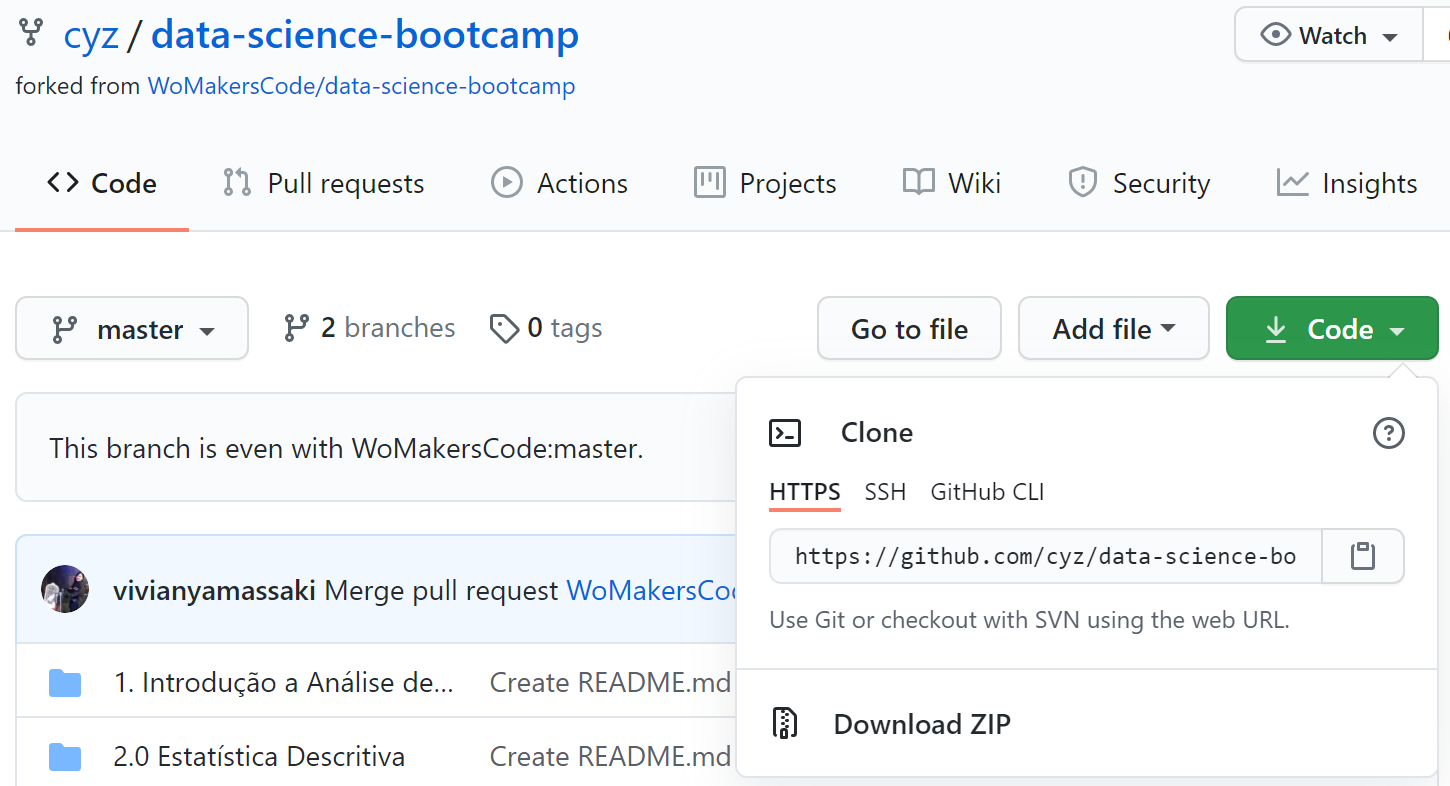 cyz / data-science-bootcamp
Watch
forked from WoMakersCode/data-science-bootcamp
Code Pull requests Actions Projects Wiki Security Insights
master 2 branches 0 tags Go to file Add file Code
This branch is even with WoMakersCode:master.
Clone
HTTPS SSH GitHub CLI
https://github.com/cyz/data-science-bo
Use Git or checkout with SVN using the web URL.
Download ZIP
vivianyamassaki Merge pull request WoMakersCo
1. Introdução a Análise de... Create README.md
2.0 Estatística Descritiva Create README.md